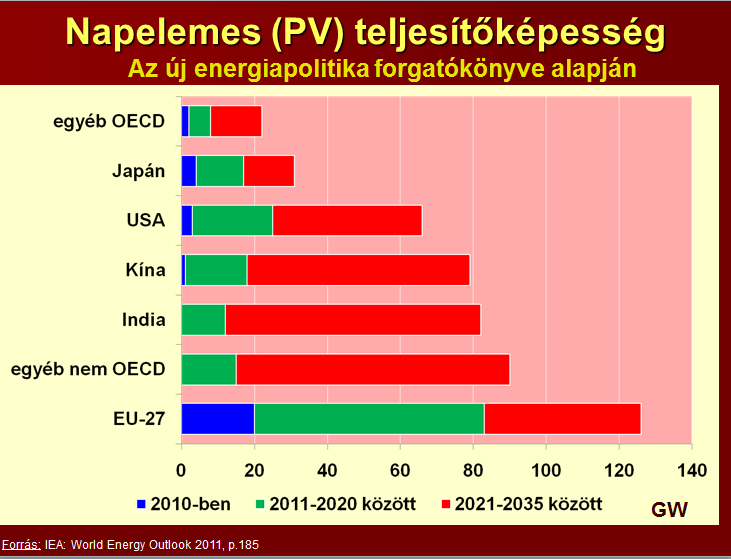 Napelemes (PV) teljesítőképesség
Az új energiapolitika forgatókönyve alapján
egyéb OECD
Japán
USA
Kína
India
egyéb nem OECD
EU-27
0 20 40 60 80 100 120 140
2010-ben 2011-2020 között 2021-2035 között
GW
Forrás: IEA: World Energy Outlook 2011, p.185